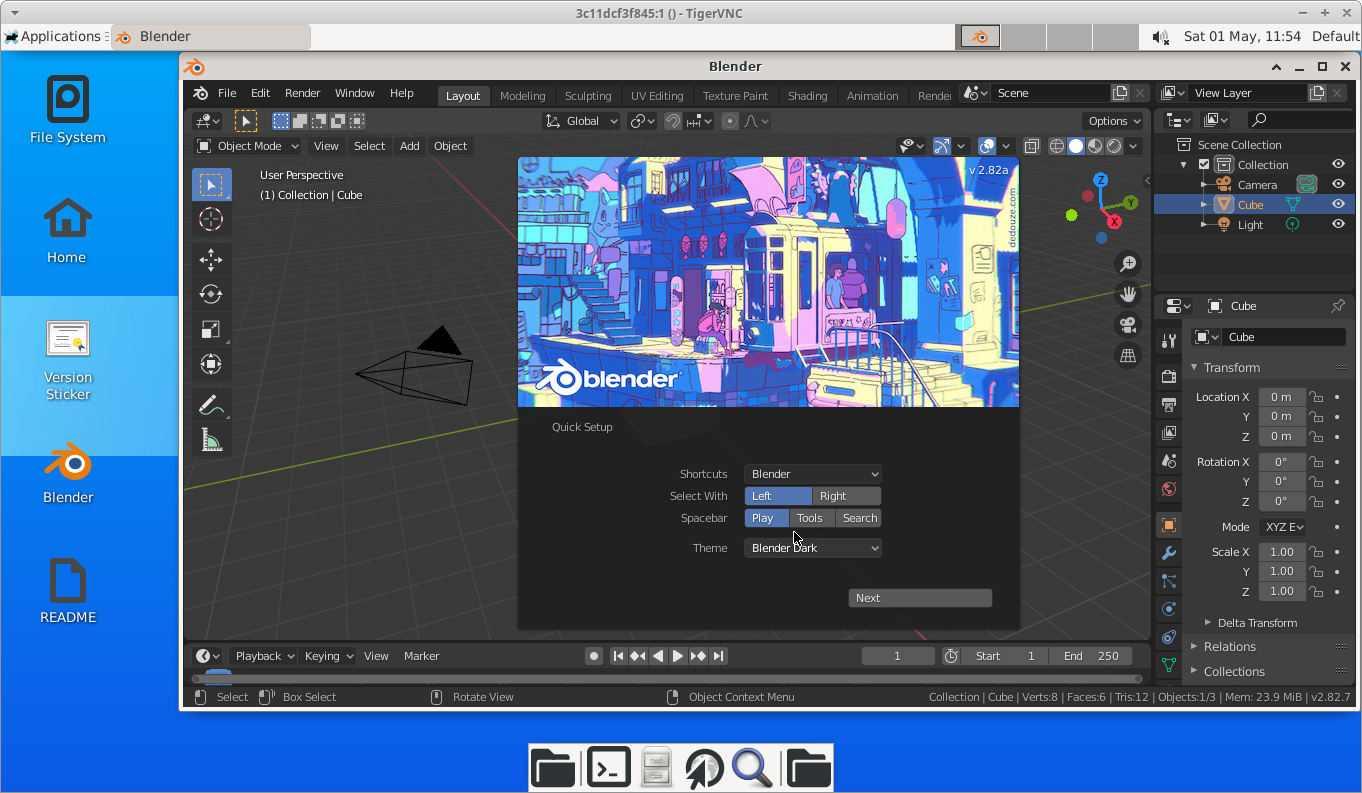 3c11dcf3f845:1 () - TigerVNC
Applications
Blender
Sat 01 May, 11:54 Default
File System
Home
Version
Sticker
Blender
README
Blender
File Edit Render Window Help
Layout Modeling Sculpting UV Editing Texture Paint Shading Animation Render
Scene
View Layer
Global
Options
Object Mode View Select Add Object
User Perspective
(1) Collection | Cube
v 2.82a
dedouze.com
blender
Quick Setup
Shortcuts Blender
Select With Left Right
Spacebar Play Tools Search
Theme Blender Dark
Next
Z
Y
X
Scene Collection
Collection
Camera
Cube
Light
Cube
Cube
Transform
Location X 0 m
Y 0 m
Z 0 m
Rotation X 0°
Y 0°
Z 0°
Mode XYZ E
Scale X 1.00
Y 1.00
Z 1.00
Delta Transform
Relations
Collections
Playback Keying View Marker
1
Start 1 End 250
Select Box Select Rotate View Object Context Menu
Collection | Cube | Verts:8 | Faces:6 | Tris:12 | Objects:1/3 | Mem: 23.9 MiB | v2.82.7